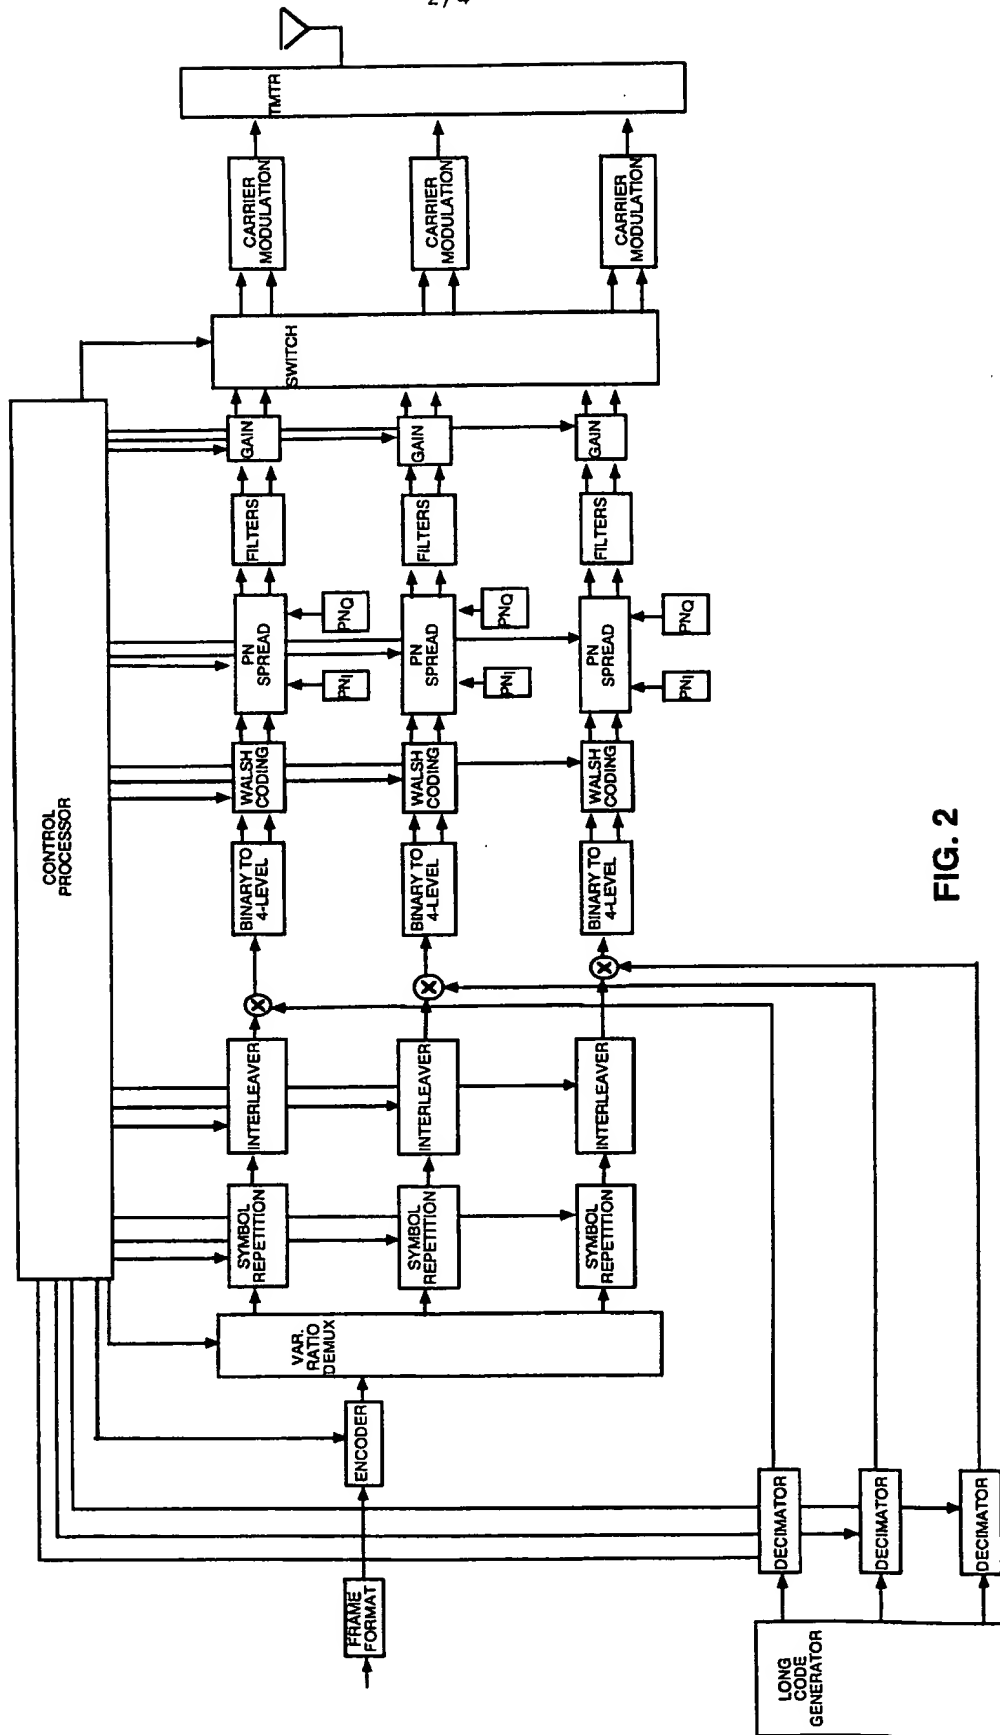 2/4
CONTROL
PROCESSOR
FRAME
FORMAT
ENCODER
VAR.
RATIO
DEMUX
SYMBOL
REPETITION
INTERLEAVER
BINARY TO
4-LEVEL
WALSH
CODING
PN
SPREAD
PNI
PNQ
FILTERS
GAIN
SWITCH
CARRIER
MODULATION
TMTR
SYMBOL
REPETITION
INTERLEAVER
BINARY TO
4-LEVEL
WALSH
CODING
PN
SPREAD
PNI
PNQ
FILTERS
GAIN
CARRIER
MODULATION
SYMBOL
REPETITION
INTERLEAVER
BINARY TO
4-LEVEL
WALSH
CODING
PN
SPREAD
PNI
PNQ
FILTERS
GAIN
CARRIER
MODULATION
LONG
CODE
GENERATOR
DECIMATOR
DECIMATOR
DECIMATOR
FIG. 2